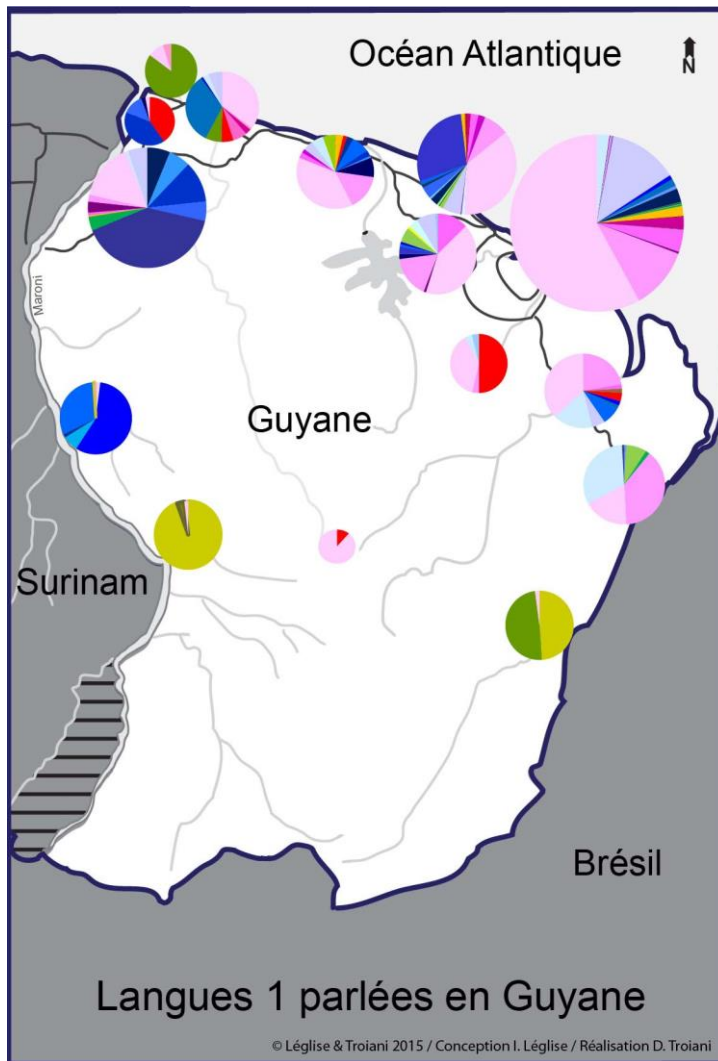 Océan Atlantique
N
Maroni
Guyane
Surinam
Brésil
Langues 1 parlées en Guyane
© Léglise & Troiani 2015 / Conception I. Léglise / Réalisation D. Troiani